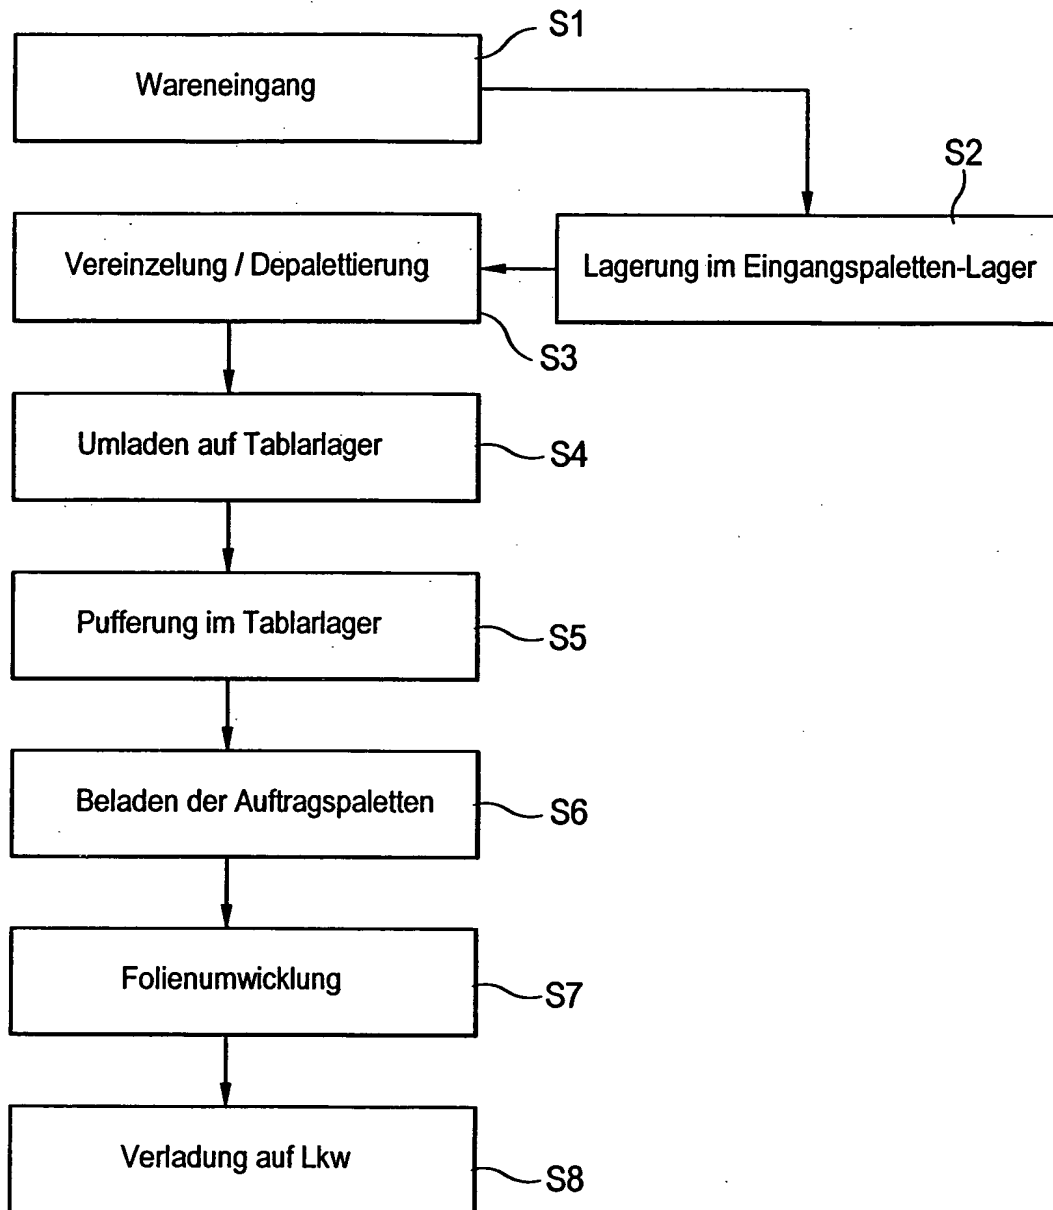 S1
Wareneingang
S2
Vereinzelung / Depalettierung
Lagerung im Eingangspaletten-Lager
S3
Umladen auf Tablarlager
S4
Pufferung im Tablarlager
S5
Beladen der Auftragspaletten
S6
Folienumwicklung
S7
Verladung auf Lkw
S8